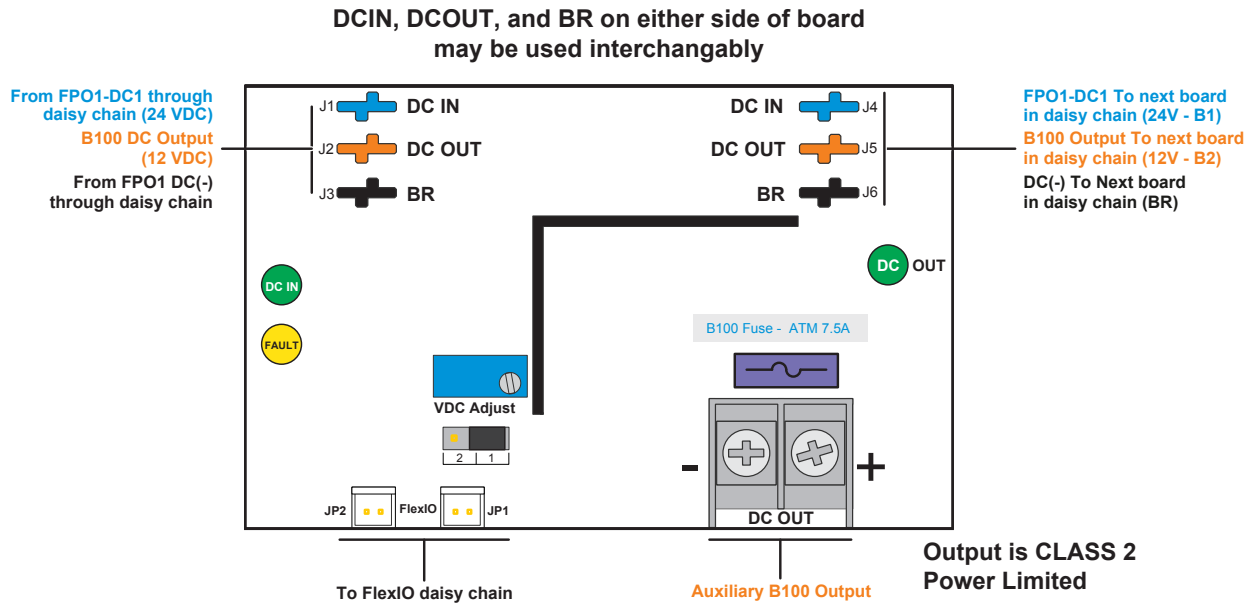 DCIN, DCOUT, and BR on either side of board
may be used interchangably
From FPO1-DC1 through
daisy chain (24 VDC)
B100 DC Output
(12 VDC)
From FPO1 DC(-)
through daisy chain
J1
DC IN
J2
DC OUT
J3
BR
DC IN
J4
DC OUT
J5
BR
J6
FPO1-DC1 To next board
in daisy chain (24V - B1)
B100 Output To next board
in daisy chain (12V - B2)
DC(-) To Next board
in daisy chain (BR)
DC IN
FAULT
DC OUT
B100 Fuse - ATM 7.5A
VDC Adjust
2 1
JP2 FlexIO JP1
- +
DC OUT
To FlexIO daisy chain
Auxiliary B100 Output
Output is CLASS 2
Power Limited